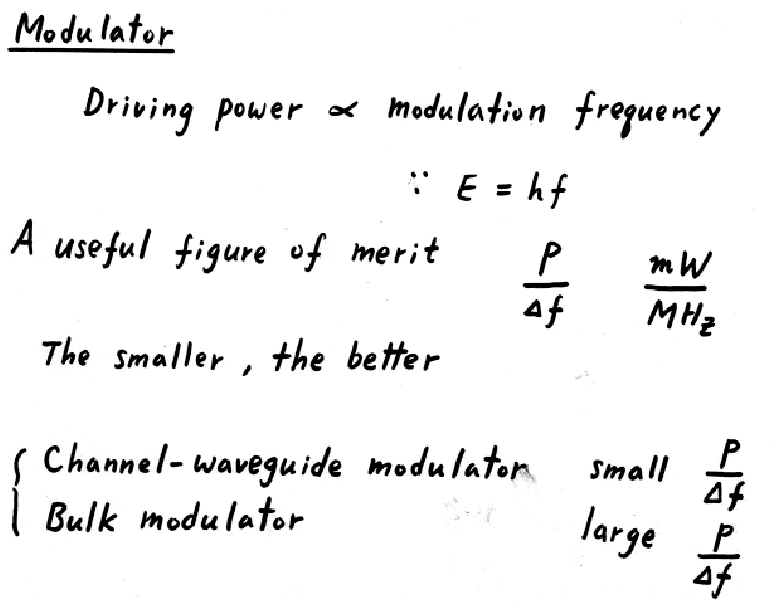 Modulator
Driving power ∝ modulation frequency
∵ E = hf
A useful figure of merit P/Δf mW/MHz
The smaller, the better
{ Channel-waveguide modulator small P/Δf
Bulk modulator large P/Δf